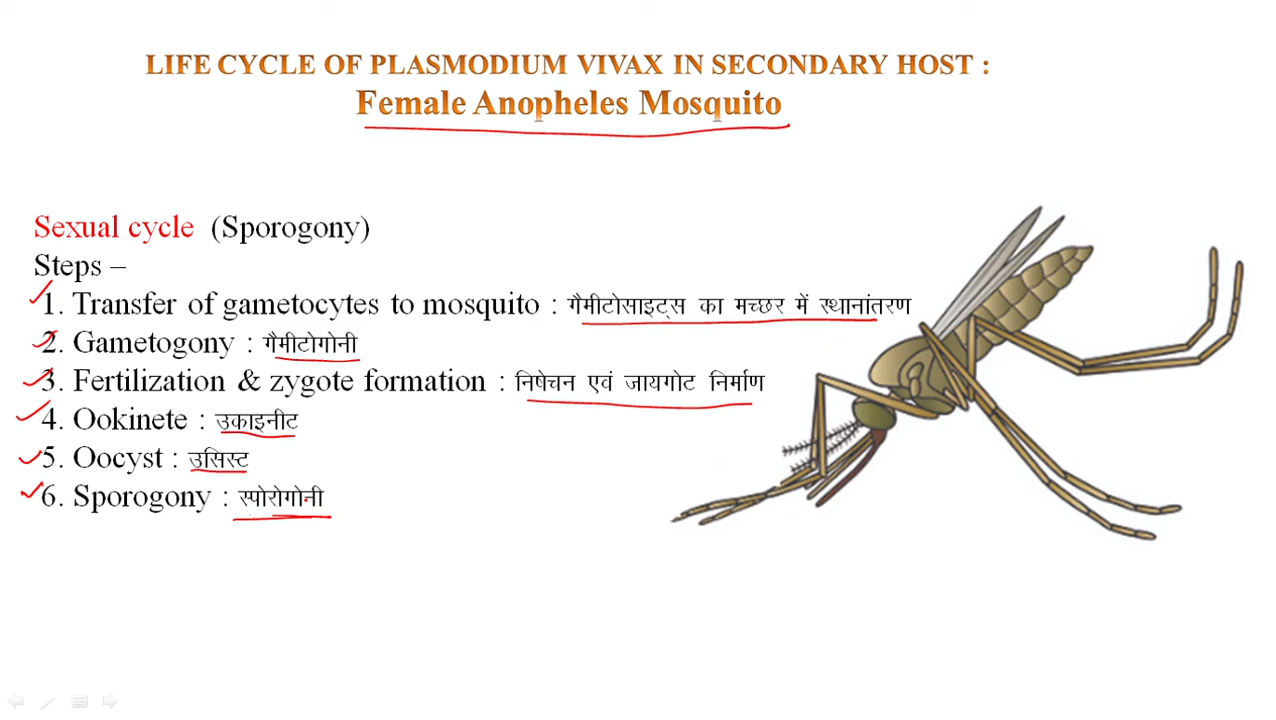 LIFE CYCLE OF PLASMODIUM VIVAX IN SECONDARY HOST :
Female Anopheles Mosquito
Sexual cycle (Sporogony)
Steps –
1. Transfer of gametocytes to mosquito : गैमीटोसाइट्स का मच्छर में स्थानांतरण
2. Gametogony : गैमीटोगोनी
3. Fertilization & zygote formation : निषेचन एवं जायगोट निर्माण
4. Ookinete : उकाइनीट
5. Oocyst : उसिस्ट
6. Sporogony : स्पोरोगोनी